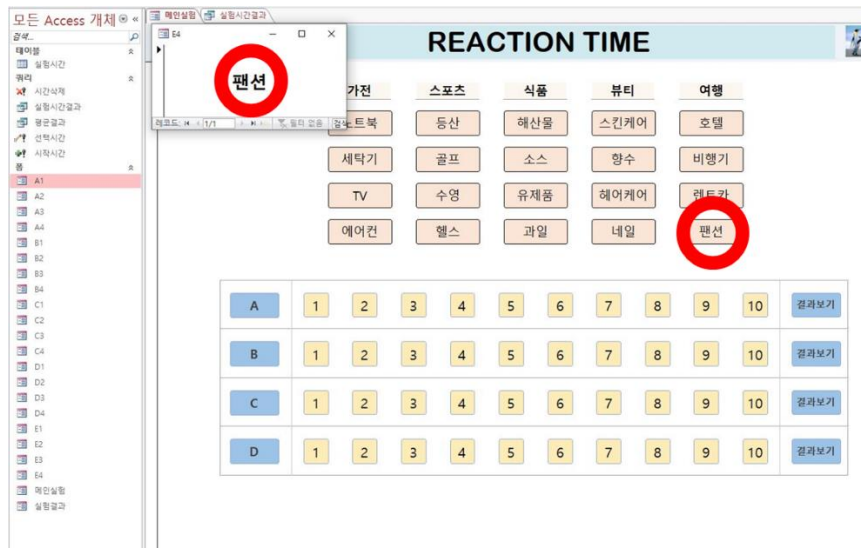 모든 Access 개체
검색...
테이블
실험시간
쿼리
시간삭제
실험시간결과
평균결과
선택시간
시작시간
폼
A1
A2
A3
A4
B1
B2
B3
B4
C1
C2
C3
C4
D1
D2
D3
D4
E1
E2
E3
E4
메인실험
실험결과
메인실험 실험시간결과
E4
팬션
레코드: 1/1 필터 없음 검색
REACTION TIME
가전 스포츠 식품 뷰티 여행
노트북 등산 해산물 스킨케어 호텔
세탁기 골프 소스 향수 비행기
TV 수영 유제품 헤어케어 렌트카
에어컨 헬스 과일 네일 팬션
A 1 2 3 4 5 6 7 8 9 10 결과보기
B 1 2 3 4 5 6 7 8 9 10 결과보기
C 1 2 3 4 5 6 7 8 9 10 결과보기
D 1 2 3 4 5 6 7 8 9 10 결과보기